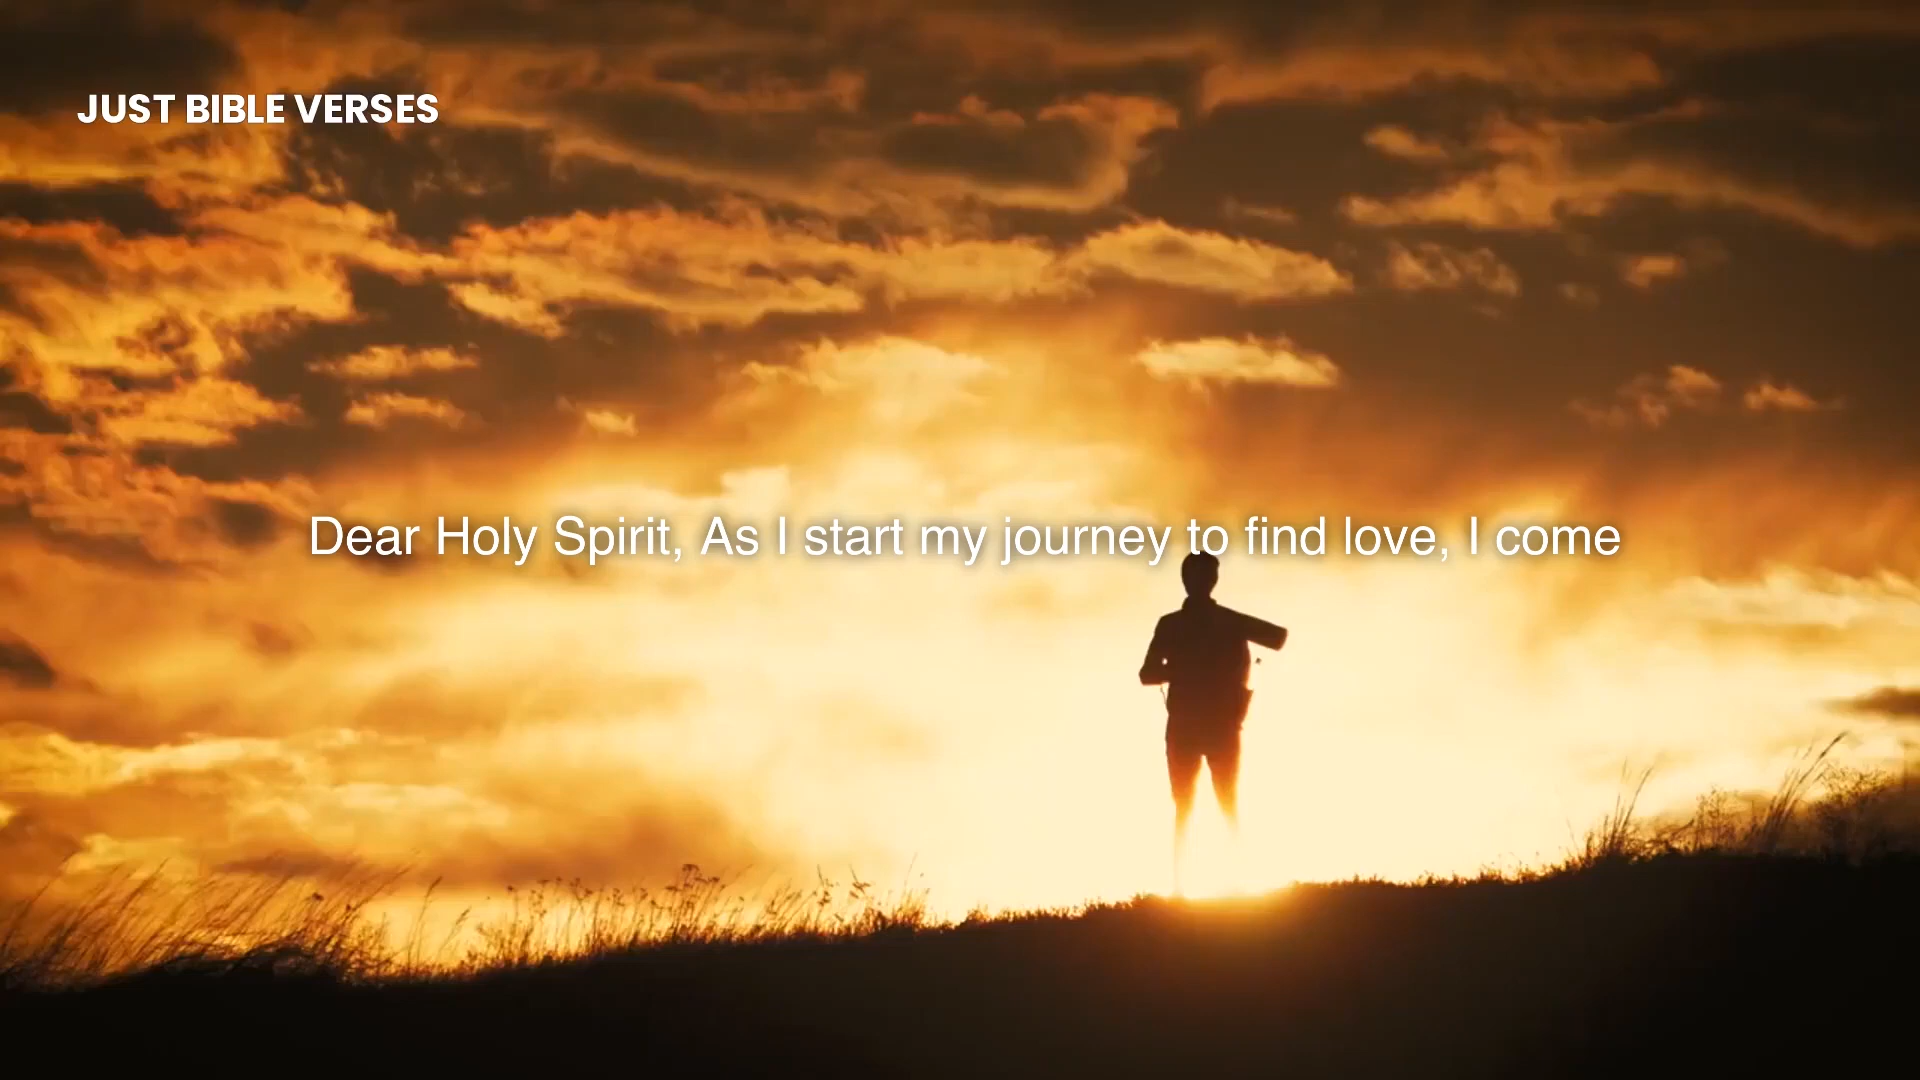 JUST BIBLE VERSES
Dear Holy Spirit, As I start my journey to find love, I come